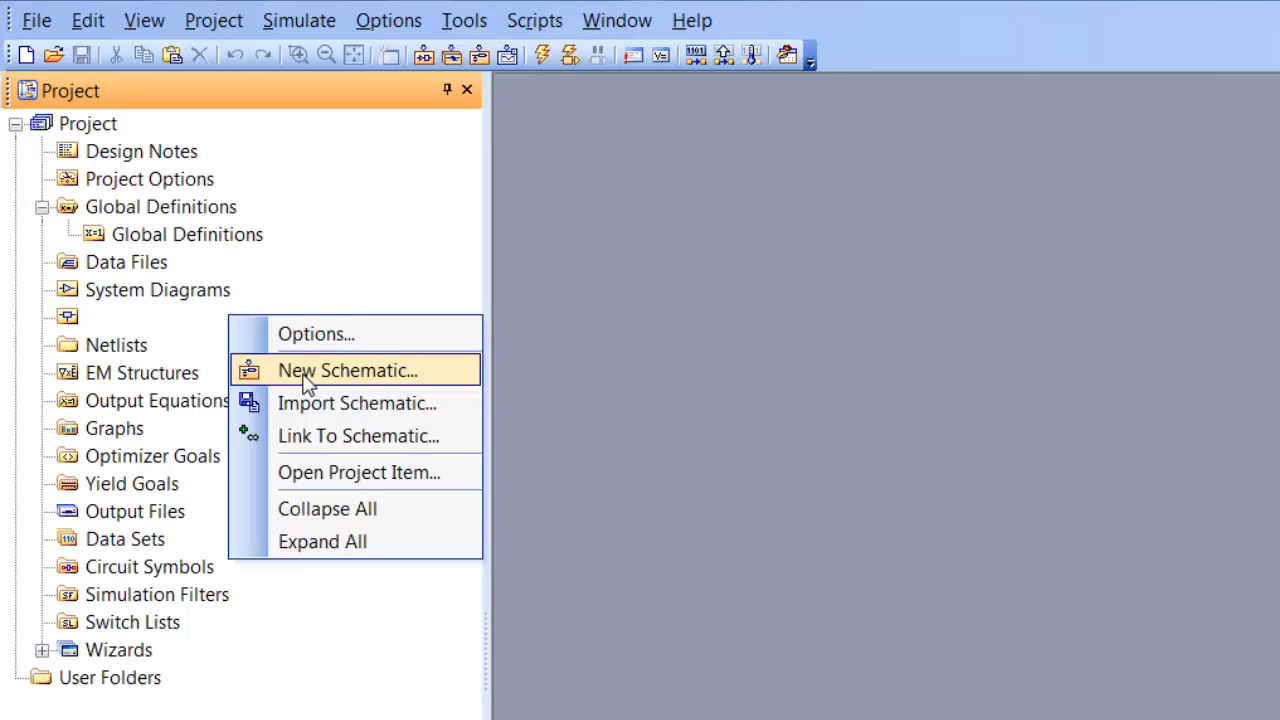 File Edit View Project Simulate Options Tools Scripts Window Help
Project
Project
Design Notes
Project Options
Global Definitions
Global Definitions
Data Files
System Diagrams
Netlists
EM Structures
Output Equations
Graphs
Optimizer Goals
Yield Goals
Output Files
Data Sets
Circuit Symbols
Simulation Filters
Switch Lists
Wizards
User Folders
Options...
New Schematic...
Import Schematic...
Link To Schematic...
Open Project Item...
Collapse All
Expand All